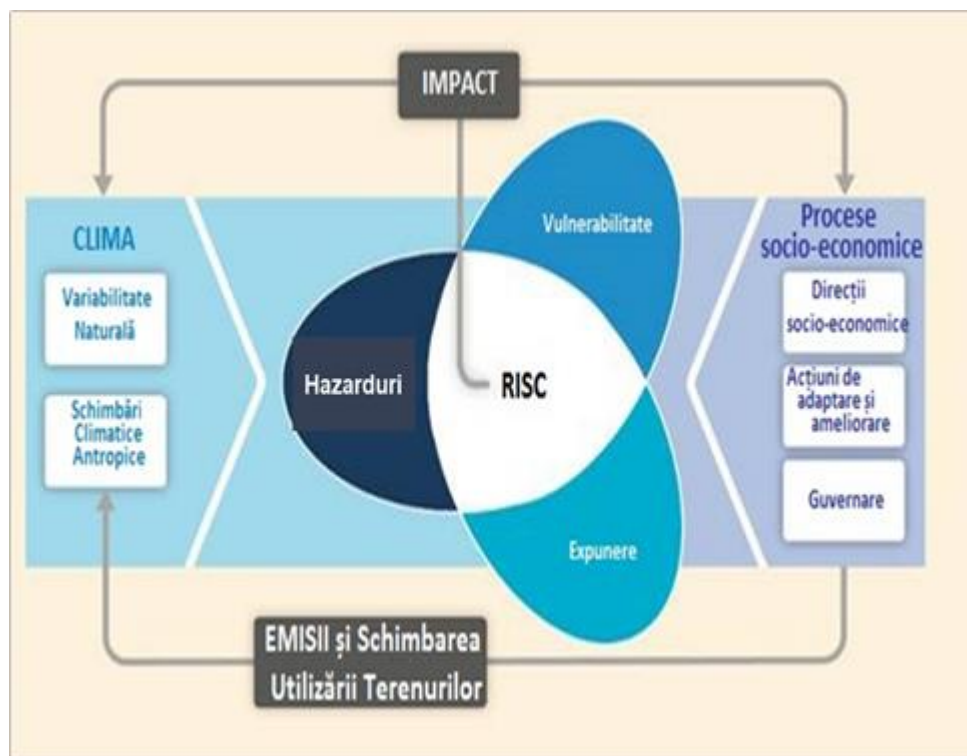 IMPACT
CLIMA
Variabilitate
Naturală
Schimbări
Climatice
Antropice
Hazarduri
Vulnerabilitate
RISC
Expunere
Procese
socio-economice
Direcții
socio-economice
Acțiuni de
adaptare și
ameliorare
Guvernare
EMISII și Schimbarea
Utilizării Terenurilor